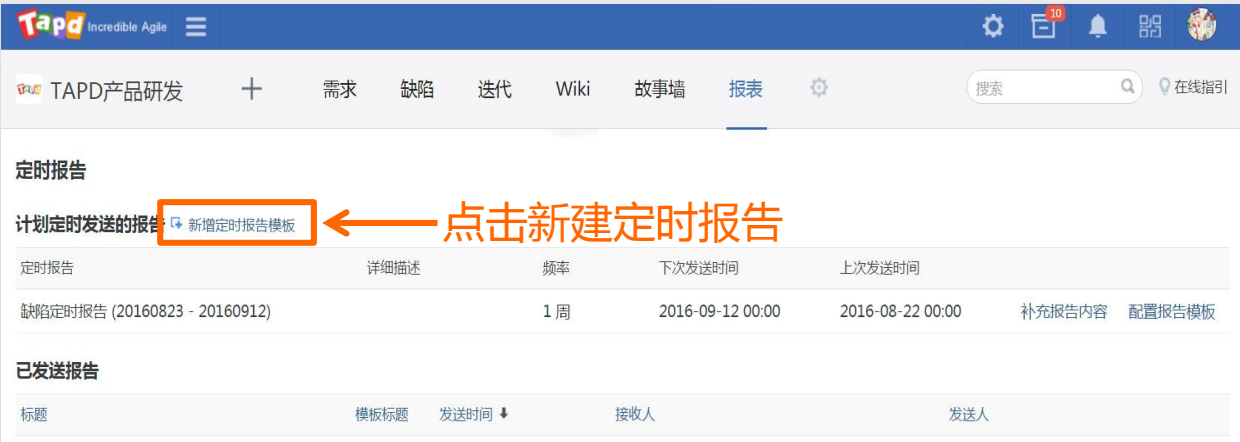 Tapd Incredible Agile 10
TAPD产品研发 需求 缺陷 迭代 Wiki 故事墙 报表 搜索 在线指引
定时报告
计划定时发送的报告 新增定时报告模板 点击新建定时报告
定时报告 详细描述 频率 下次发送时间 上次发送时间
缺陷定时报告 (20160823 - 20160912) 1 周 2016-09-12 00:00 2016-08-22 00:00 补充报告内容 配置报告模板
已发送报告
标题 模板标题 发送时间 接收人 发送人